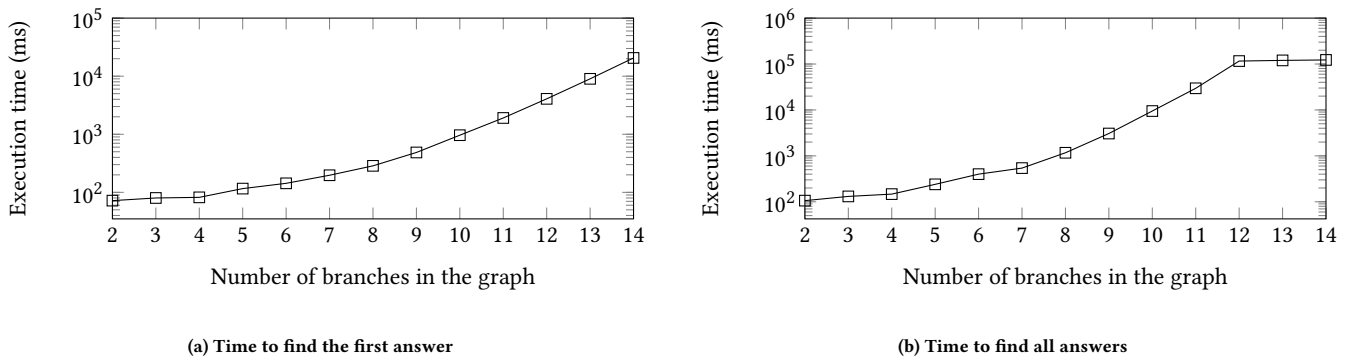 Execution time (ms)
10^5
10^4
10^3
10^2
2 3 4 5 6 7 8 9 10 11 12 13 14
Number of branches in the graph
(a) Time to find the first answer
Execution time (ms)
10^6
10^5
10^4
10^3
10^2
2 3 4 5 6 7 8 9 10 11 12 13 14
Number of branches in the graph
(b) Time to find all answers